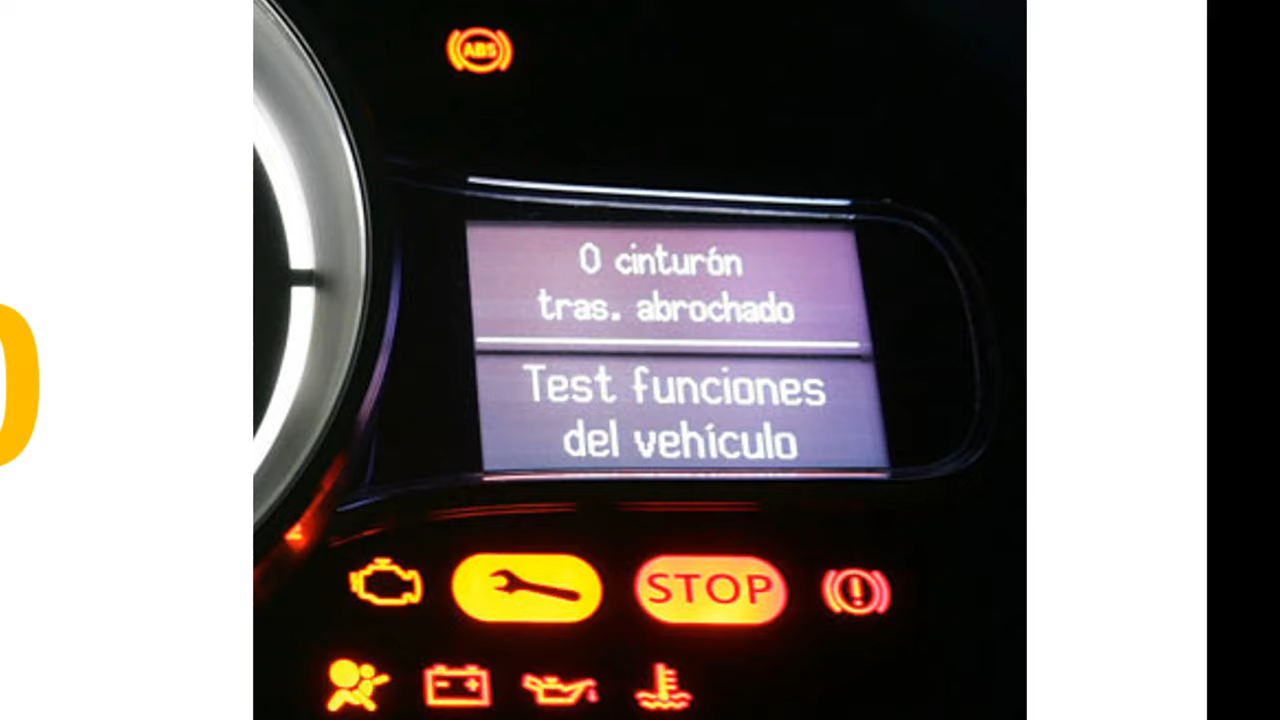 ABS
0 cinturón
tras. abrochado
Test funciones
del vehículo
STOP